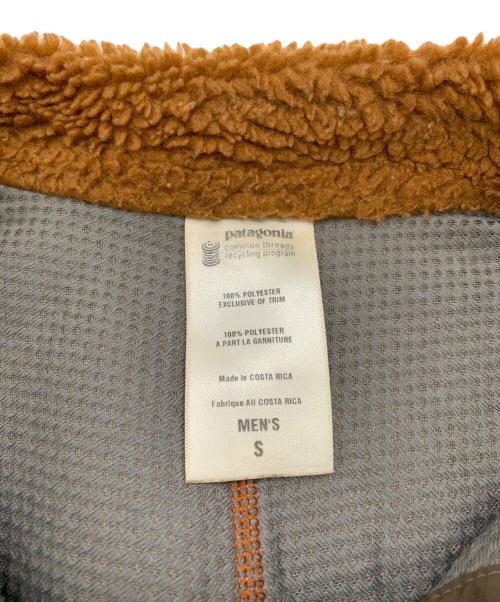 patagonia
common threads
recycling program
100% POLYESTER
EXCLUSIVE OF TRIM
100% POLYESTER
A PART LA GARNITURE
Made in COSTA RICA
Fabrique AU COSTA RICA
MEN'S
S